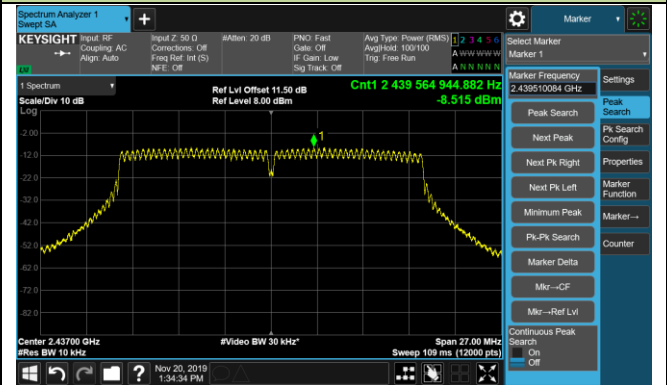 Spectrum Analyzer 1
Swept SA
+
Marker
KEYSIGHT
Input: RF
Coupling: AC
Align: Auto
Input Z: 50 Ω
Corrections: Off
Freq Ref: Int (S)
NFE: Off
#Atten: 20 dB
PNO: Fast
Gate: Off
IF Gain: Low
Sig Track: Off
Avg Type: Power (RMS)
Avg|Hold: 100/100
Trig: Free Run
1 2 3 4 5 6
A W W W W W
A N N N N N
Select Marker
Marker 1
1 Spectrum
Scale/Div 10 dB
Log
Ref Lvl Offset 11.50 dB
Ref Level 8.00 dBm
Cnt1 2 439 564 944.882 Hz
-8.515 dBm
1
-2.00
-12.0
-22.0
-32.0
-42.0
-52.0
-62.0
-72.0
-82.0
Center 2.43700 GHz
#Res BW 10 kHz
#Video BW 30 kHz*
Span 27.00 MHz
Sweep 109 ms (12000 pts)
Marker Frequency
2.439510084 GHz
Peak Search
Next Peak
Next Pk Right
Next Pk Left
Minimum Peak
Pk-Pk Search
Marker Delta
Mkr→CF
Mkr→Ref Lvl
Continuous Peak
Search
On
Off
Settings
Peak
Search
Pk Search
Config
Properties
Marker
Function
Marker→
Counter
?
Nov 20, 2019
1:34:34 PM